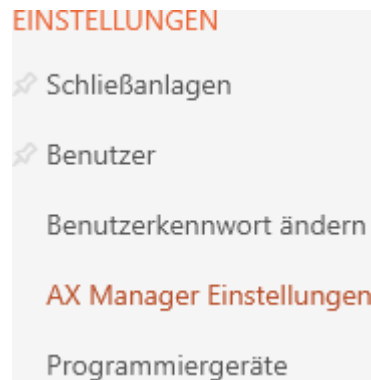 EINSTELLUNGEN
Schließanlagen
Benutzer
Benutzerkennwort ändern
AX Manager Einstellungen
Programmiergeräte